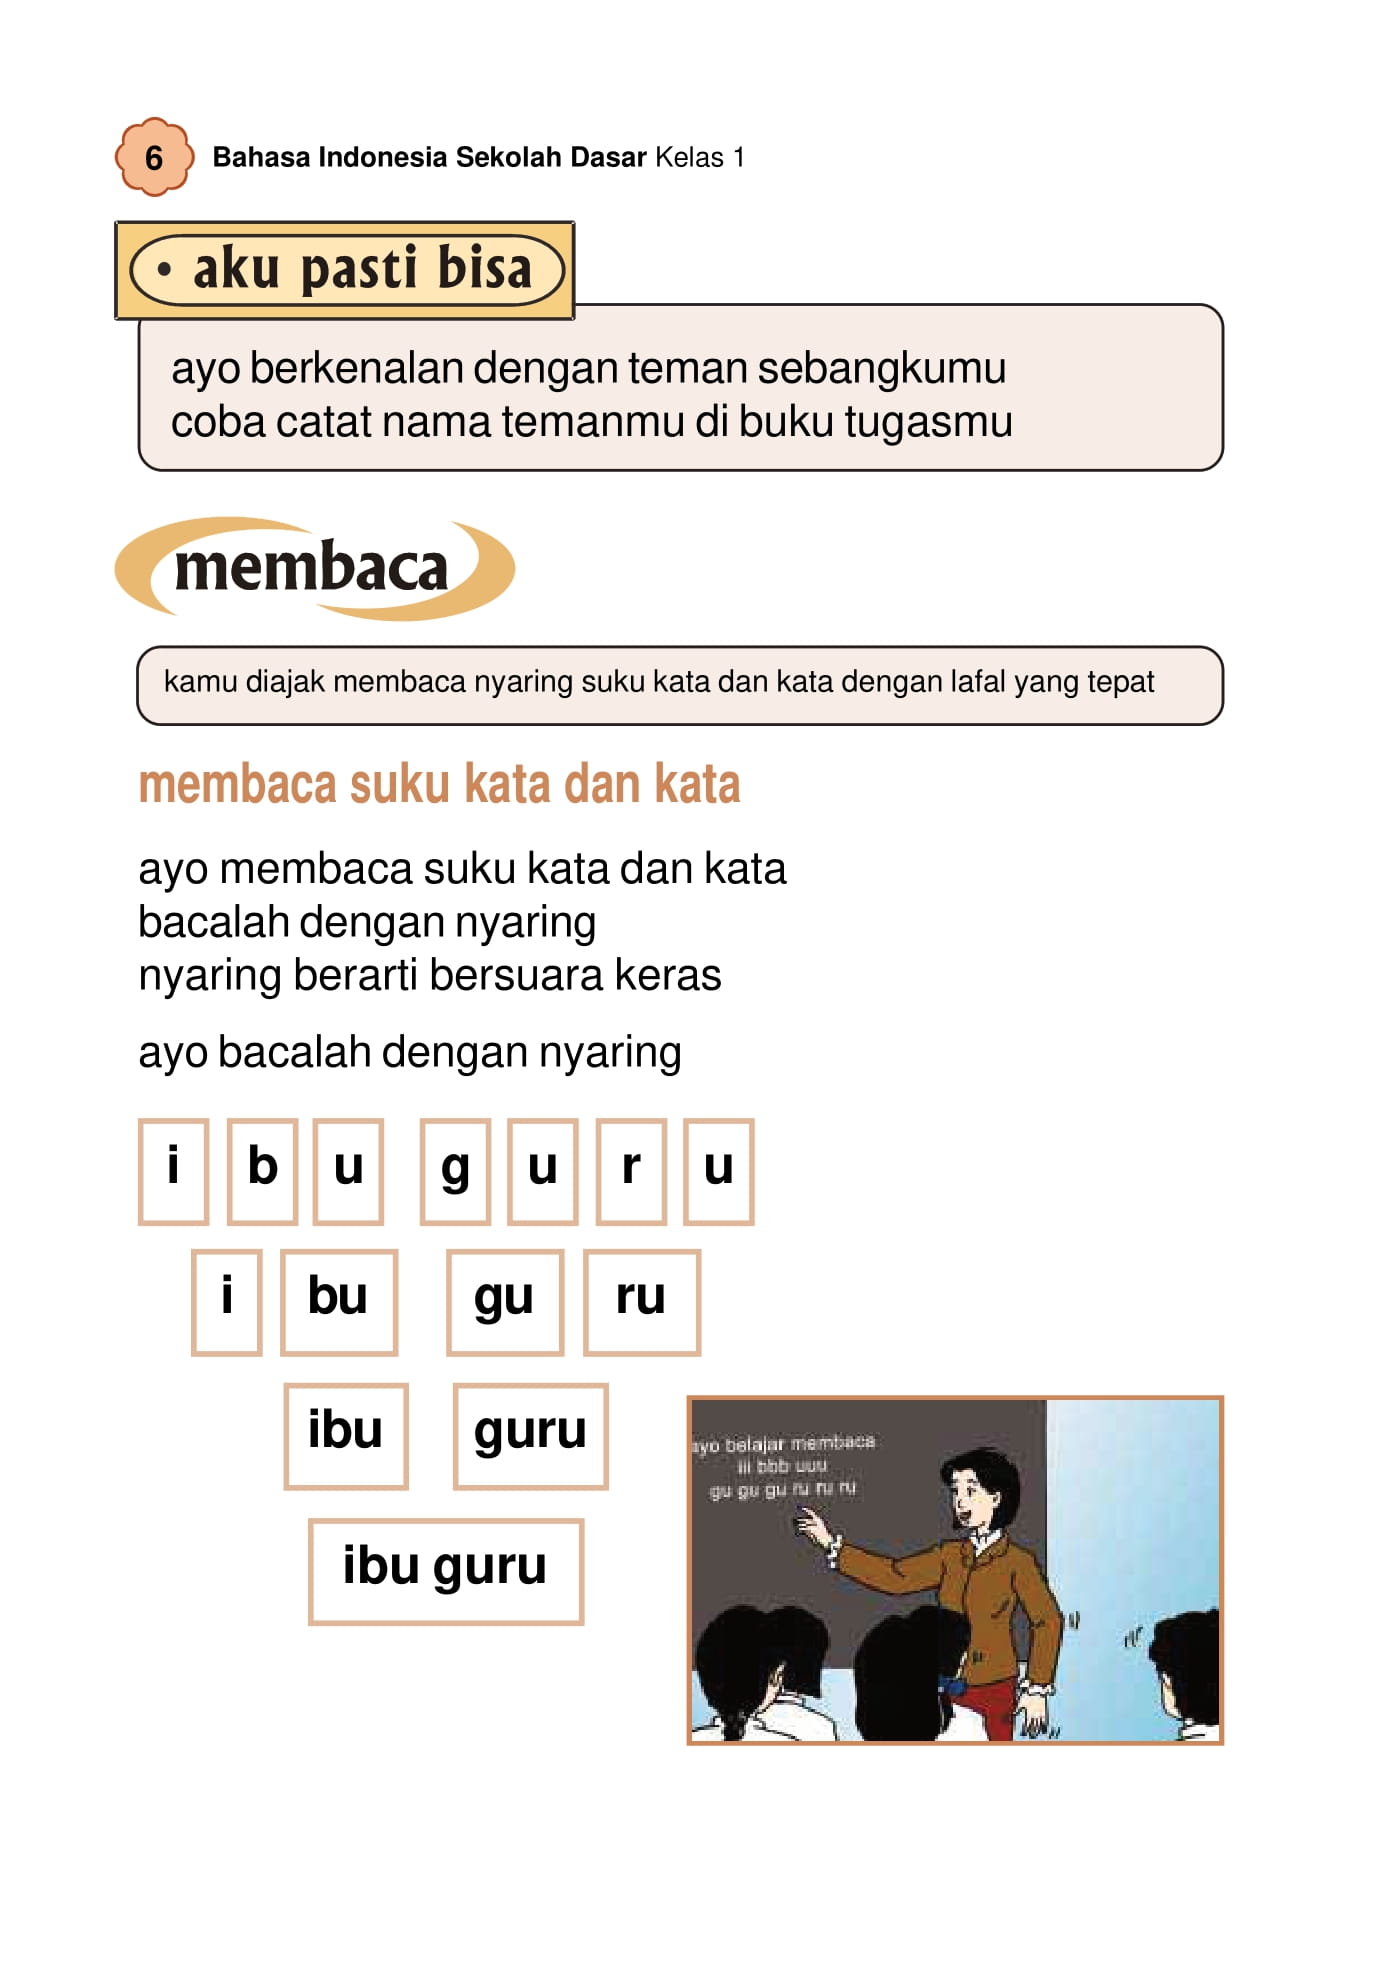 6 Bahasa Indonesia Sekolah Dasar Kelas 1
• aku pasti bisa
ayo berkenalan dengan teman sebangkumu
coba catat nama temanmu di buku tugasmu
membaca
kamu diajak membaca nyaring suku kata dan kata dengan lafal yang tepat
membaca suku kata dan kata
ayo membaca suku kata dan kata
bacalah dengan nyaring
nyaring berarti bersuara keras
ayo bacalah dengan nyaring
i b u g u r u
i bu gu ru
ibu guru
ibu guru
ayo belajar membaca
iii bbb uuu
gu gu gu ru ru ru